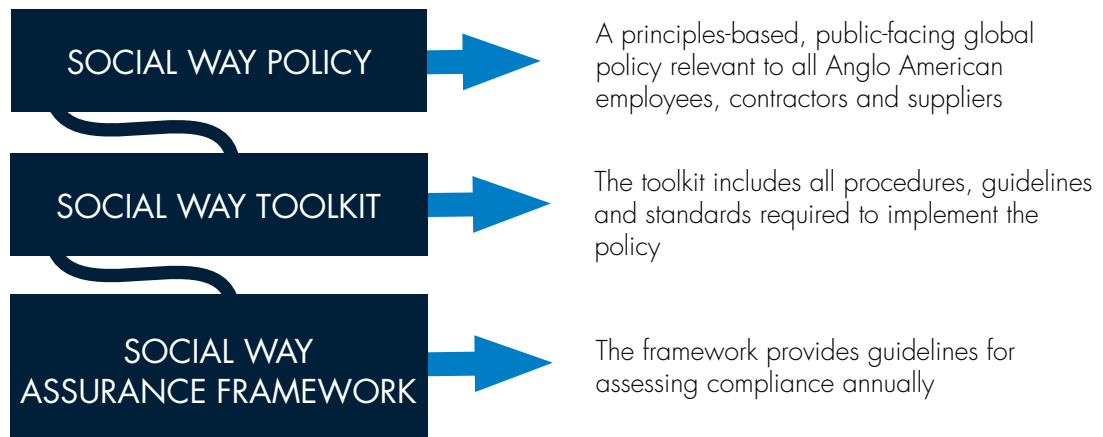 SOCIAL WAY POLICY
A principles-based, public-facing global
policy relevant to all Anglo American
employees, contractors and suppliers
SOCIAL WAY TOOLKIT
The toolkit includes all procedures, guidelines
and standards required to implement the
policy
SOCIAL WAY
ASSURANCE FRAMEWORK
The framework provides guidelines for
assessing compliance annually